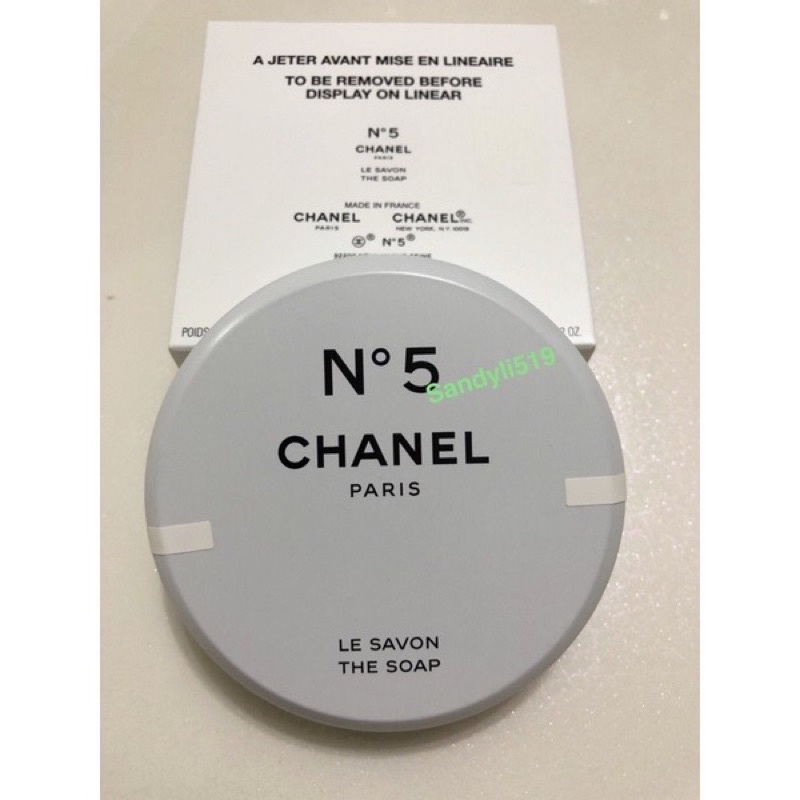 A JETER AVANT MISE EN LINEAIRE
TO BE REMOVED BEFORE
DISPLAY ON LINEAR
N°5
CHANEL
PARIS
LE SAVON
THE SOAP
MADE IN FRANCE
CHANEL CHANEL® INC.
PARIS NEW YORK, N.Y. 10019
® N°5®
POIDS
OZ.
N°5
Sandyli519
CHANEL
PARIS
LE SAVON
THE SOAP